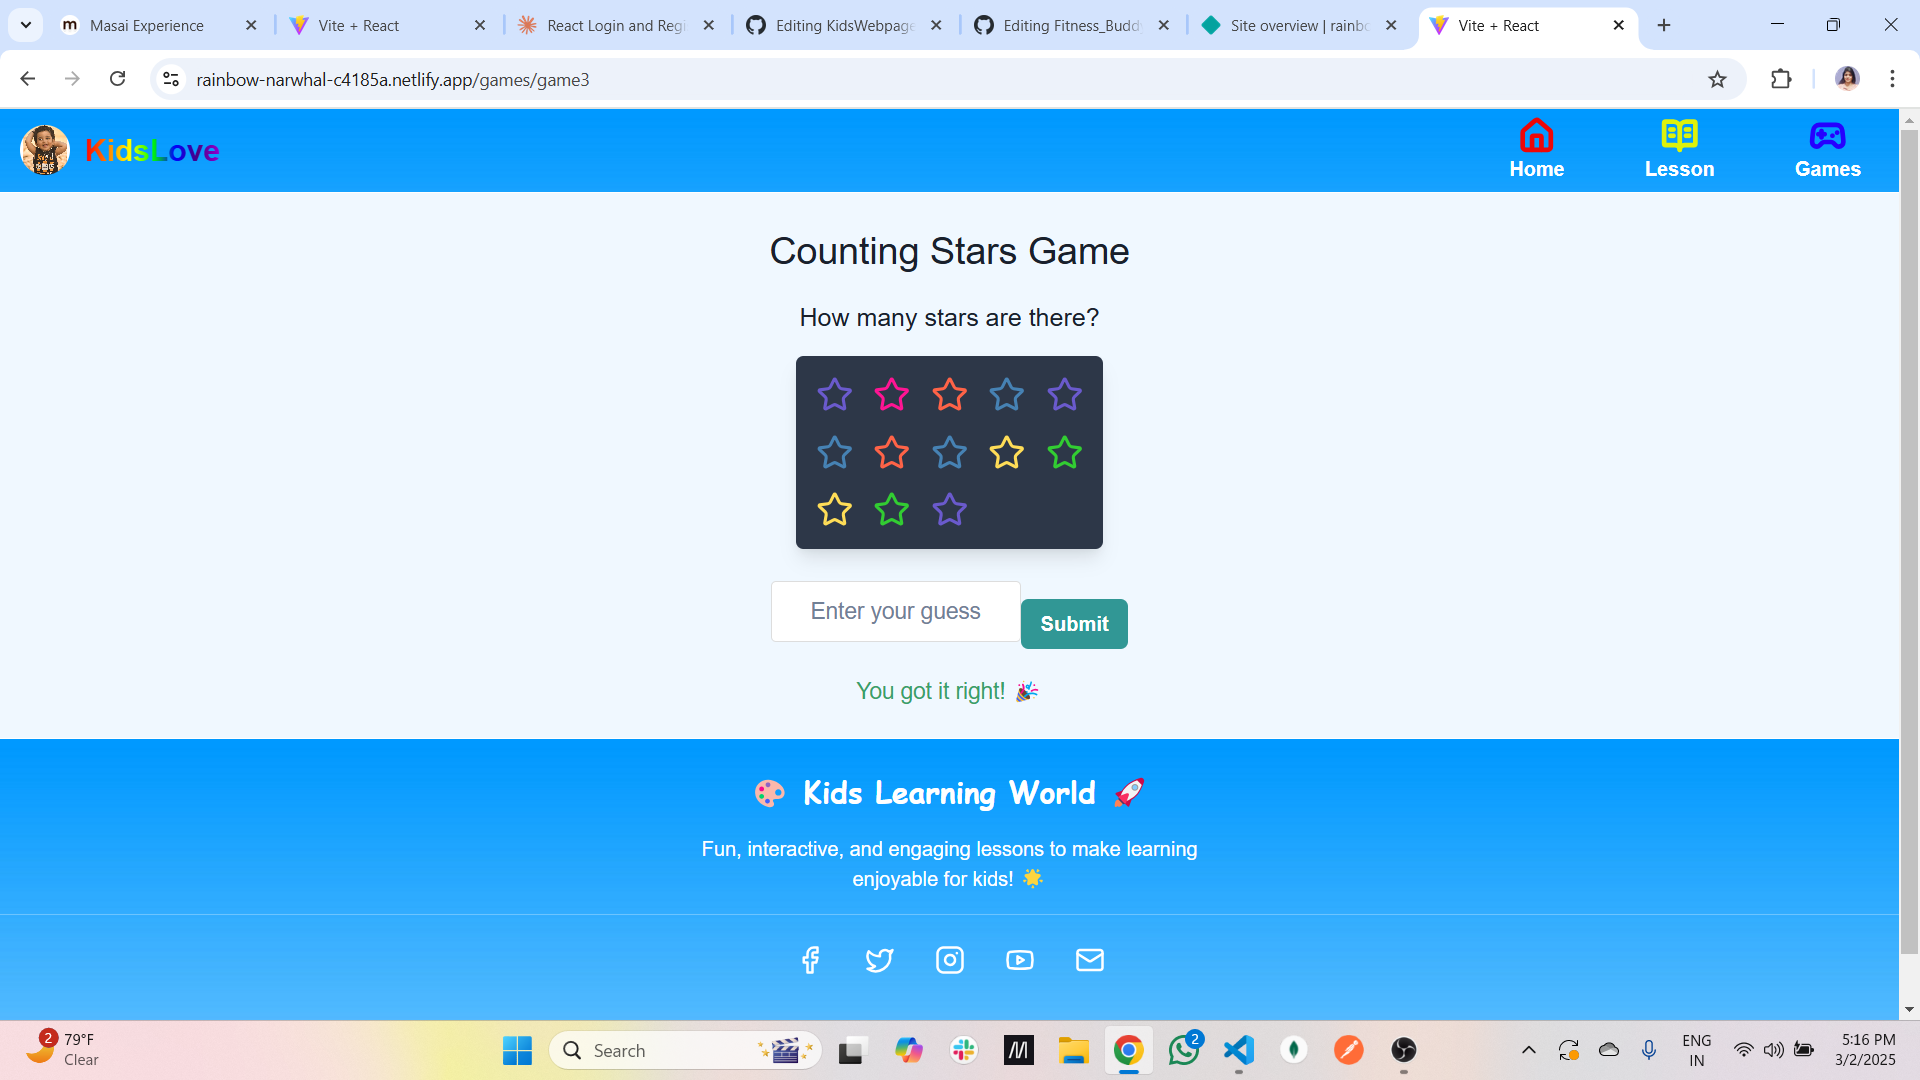 m Masai Experience
Vite + React
React Login and Regi
Editing KidsWebpage
Editing Fitness_Buddy
Site overview | rainbo
Vite + React
rainbow-narwhal-c4185a.netlify.app/games/game3
KidsLove
Home
Lesson
Games
Counting Stars Game
How many stars are there?
Enter your guess
Submit
You got it right! 🎉
🎨 Kids Learning World 🚀
Fun, interactive, and engaging lessons to make learning
enjoyable for kids! 🌟
2
79°F
Clear
Search
2
ENG
IN
5:16 PM
3/2/2025